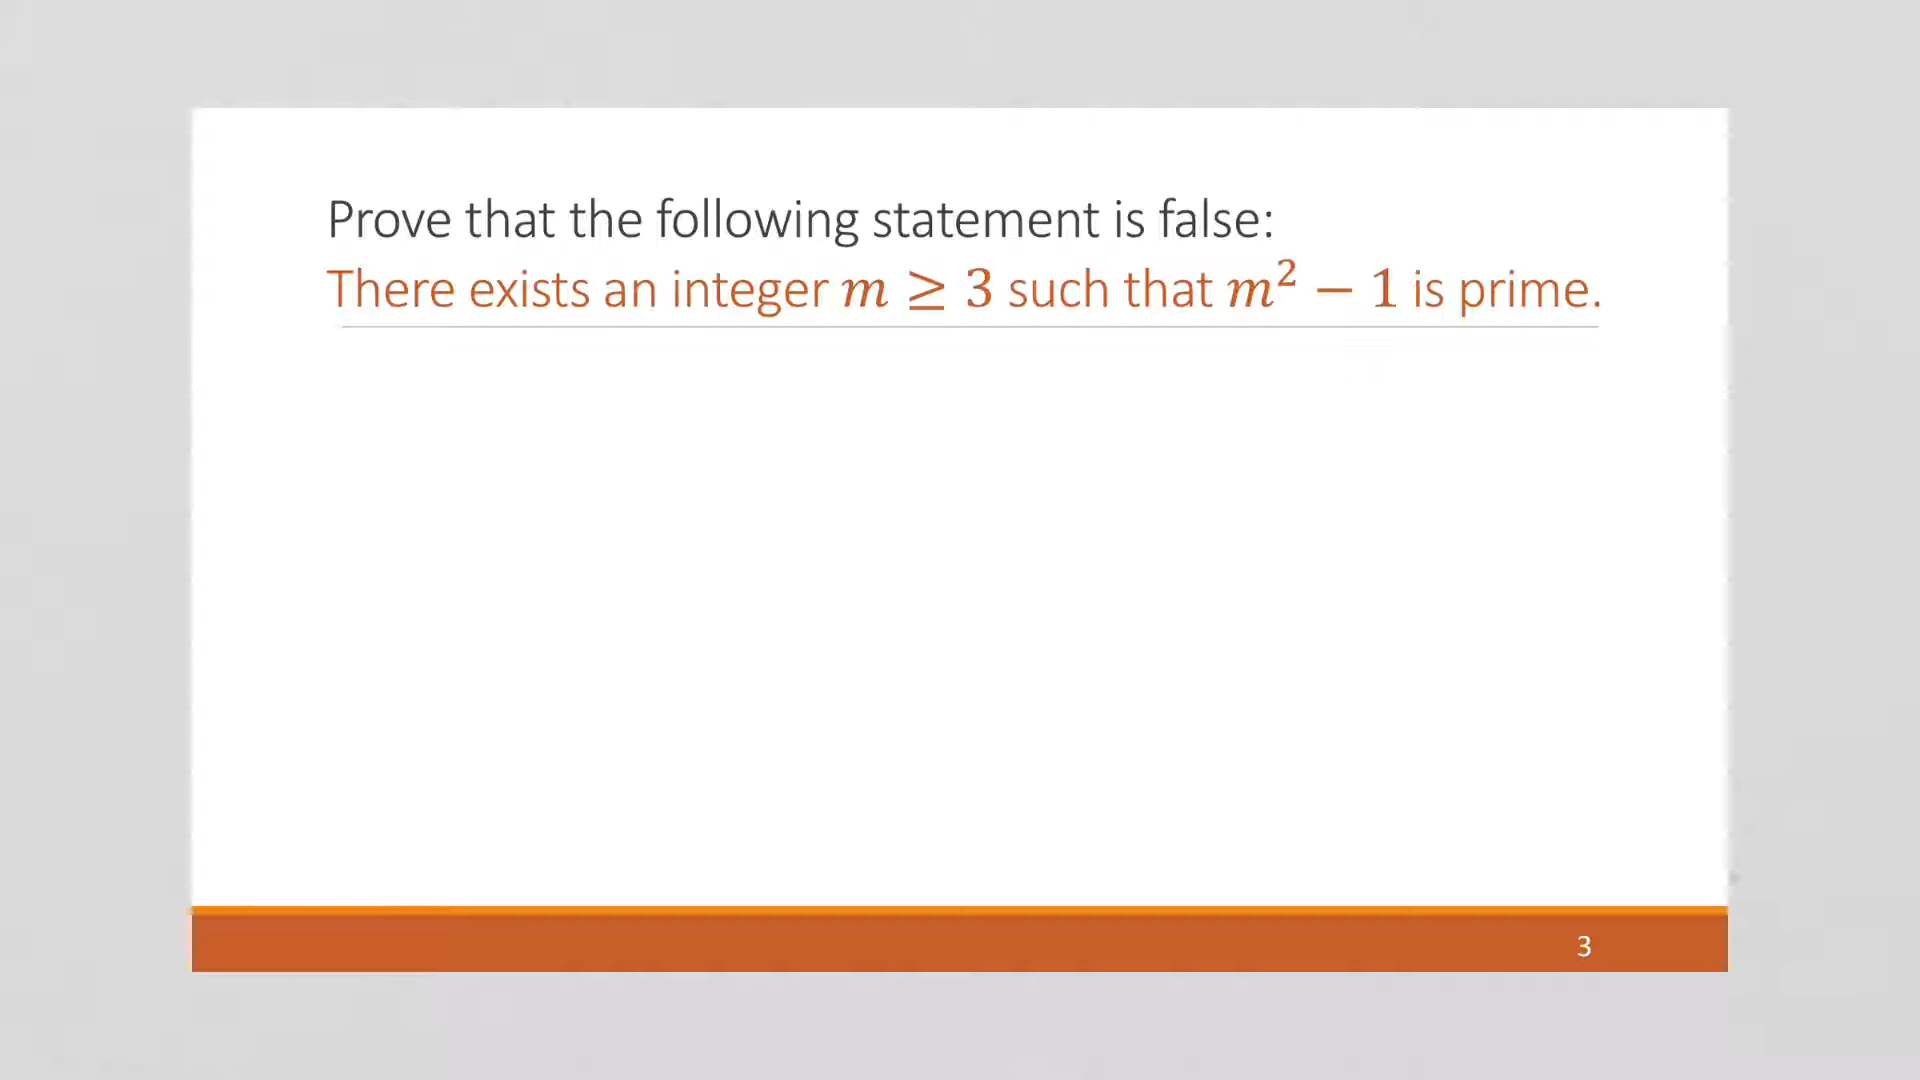 Prove that the following statement is false:
There exists an integer m ≥ 3 such that m² − 1 is prime.
3